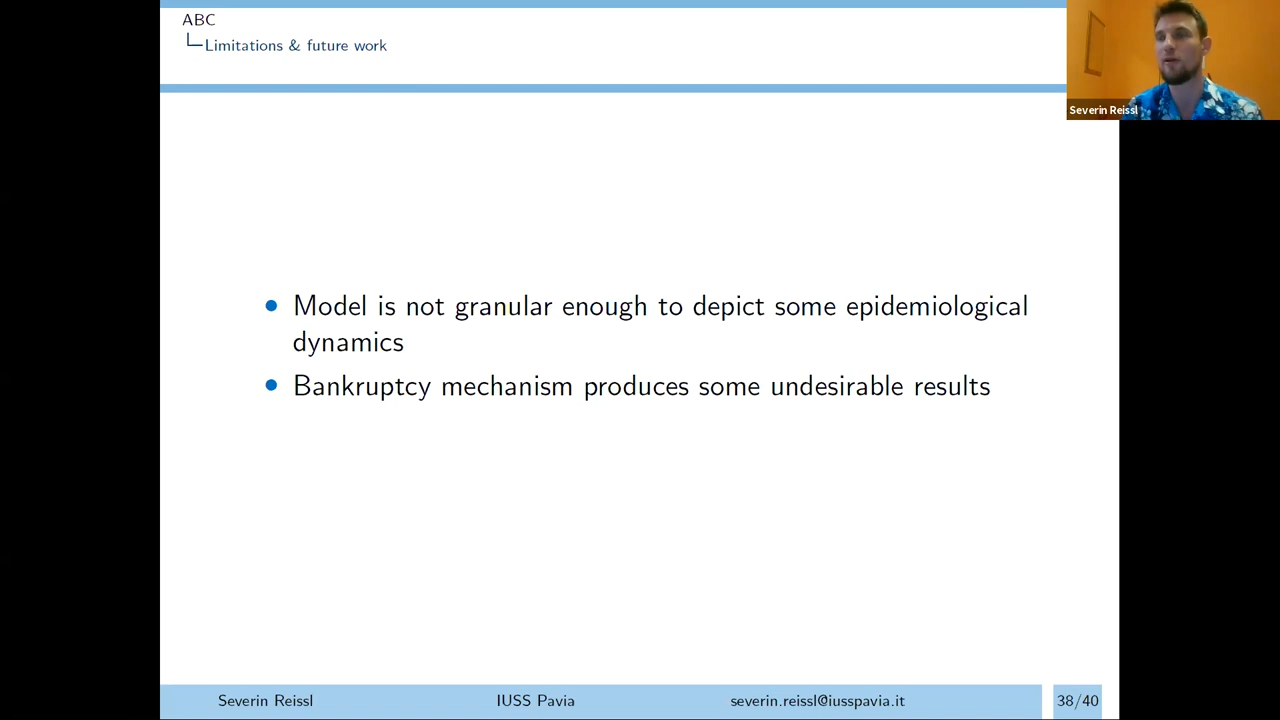 ABC
Limitations & future work
Severin Reissl
Model is not granular enough to depict some epidemiological
dynamics
Bankruptcy mechanism produces some undesirable results
Severin Reissl IUSS Pavia severin.reissl@iusspavia.it 38/40